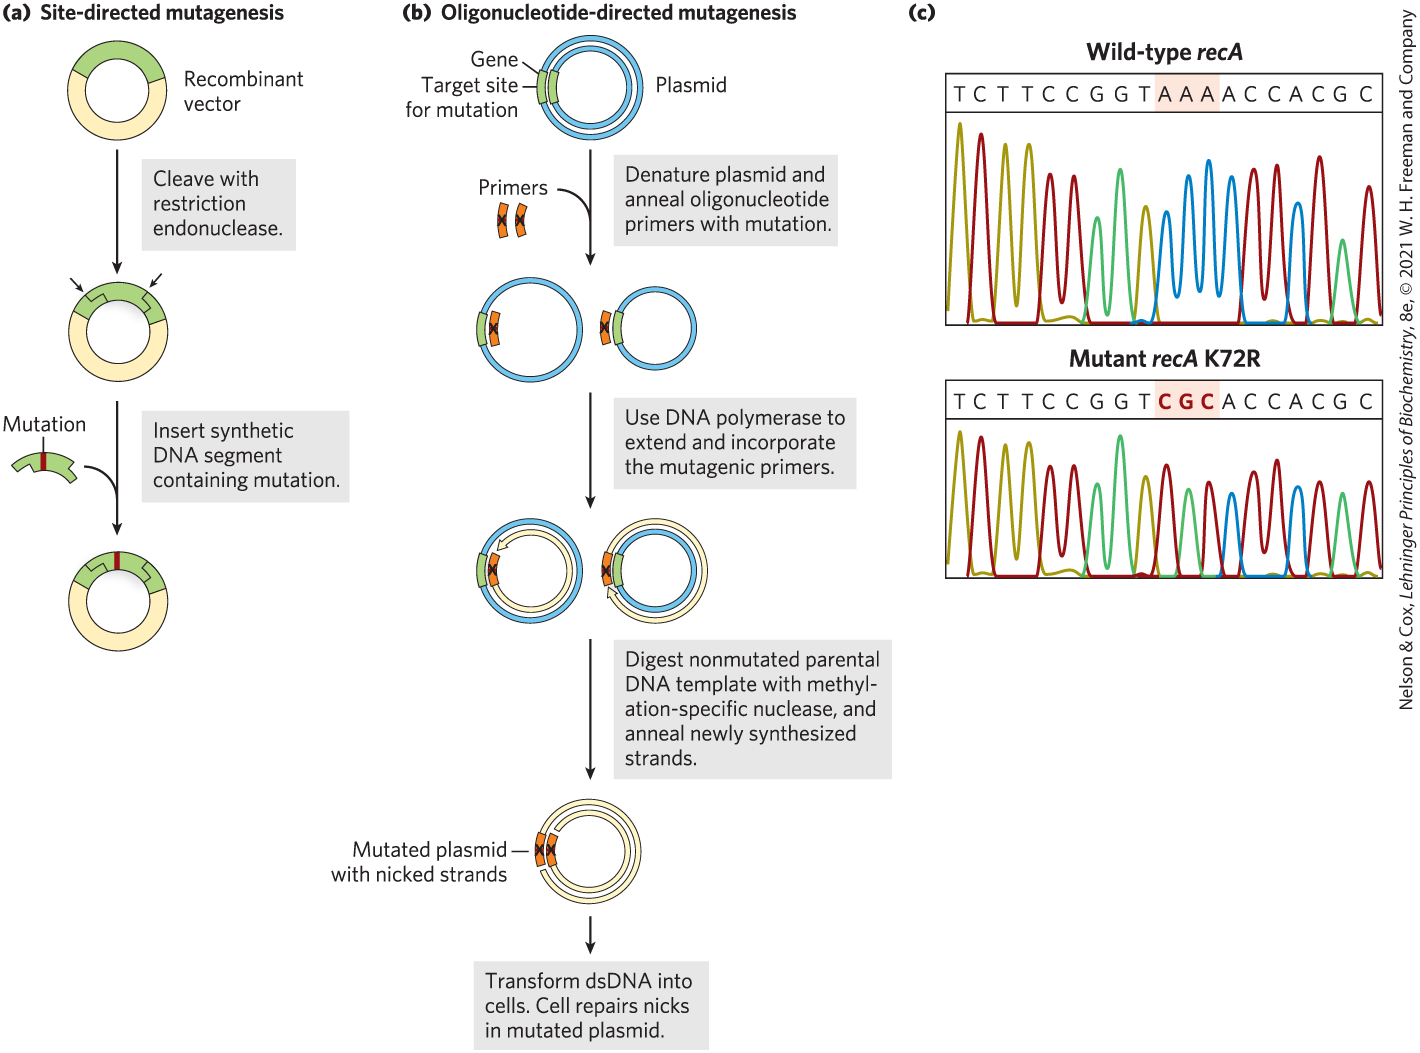 (a) Site-directed mutagenesis
Recombinant
vector
Cleave with
restriction
endonuclease.
Mutation
Insert synthetic
DNA segment
containing mutation.
(b) Oligonucleotide-directed mutagenesis
Gene
Target site
for mutation
Plasmid
Primers
Denature plasmid and
anneal oligonucleotide
primers with mutation.
Use DNA polymerase to
extend and incorporate
the mutagenic primers.
Digest nonmutated parental
DNA template with methyl-
ation-specific nuclease, and
anneal newly synthesized
strands.
Mutated plasmid
with nicked strands
Transform dsDNA into
cells. Cell repairs nicks
in mutated plasmid.
(c)
Wild-type recA
T C T T C C G G T A A A A C C A C G C
Mutant recA K72R
T C T T C C G G T C G C A C C A C G C
Nelson & Cox, Lehninger Principles of Biochemistry, 8e, © 2021 W. H. Freeman and Company